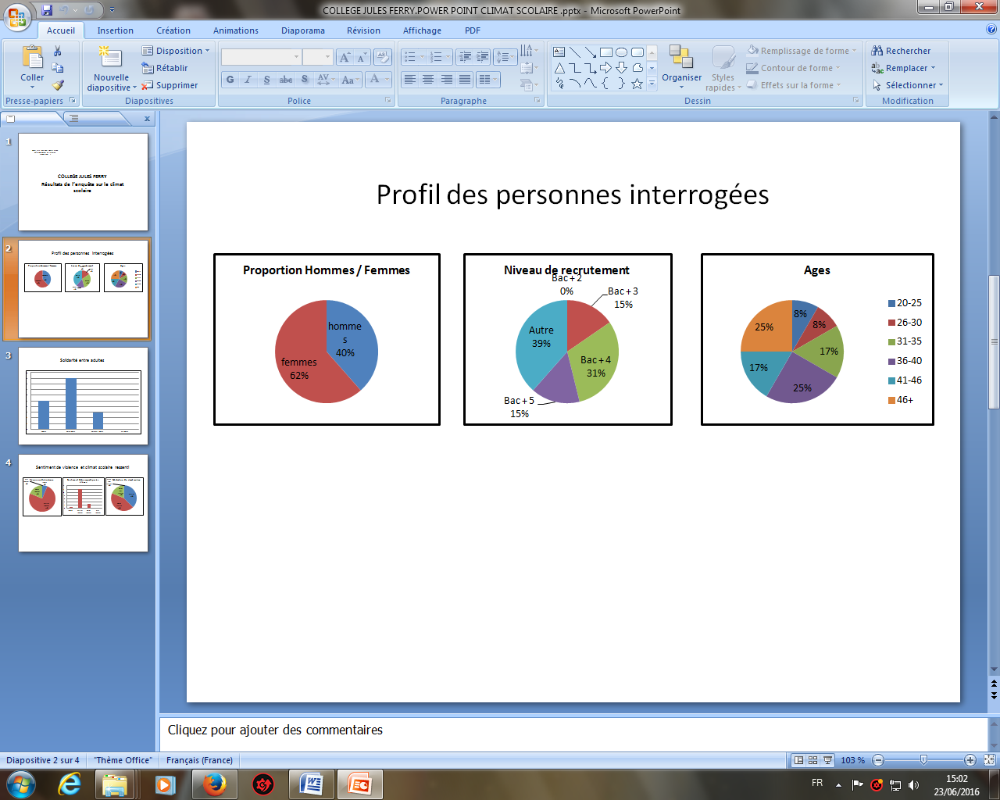 COLLEGE JULES FERRY.POWER POINT CLIMAT SCOLAIRE .pptx - Microsoft PowerPoint
Accueil
Insertion
Création
Animations
Diaporama
Révision
Affichage
PDF
Coller
Presse-papiers
Nouvelle
diapositive
Disposition
Rétablir
Supprimer
Diapositives
G I S abc S AV Aa A
Police
Paragraphe
Organiser
Styles
rapides
Remplissage de forme
Contour de forme
Effets sur la forme
Dessin
Rechercher
Remplacer
Sélectionner
Modification
1
COLLEGE JULES FERRY
Résultats de l'enquête sur le climat
scolaire
2
Profil des personnes interrogées
3
Solidarité entre adultes
4
Sentiment de violence et climat scolaire ressenti
Profil des personnes interrogées
Proportion Hommes / Femmes
homme
s
40%
femmes
62%
Niveau de recrutement
Bac + 2
0%
Bac + 3
15%
Autre
39%
Bac + 4
31%
Bac + 5
15%
Ages
8%
8%
17%
25%
17%
25%
20-25
26-30
31-35
36-40
41-46
46+
Cliquez pour ajouter des commentaires
Diapositive 2 sur 4
"Thème Office"
Français (France)
103 %
FR
15:02
23/06/2016